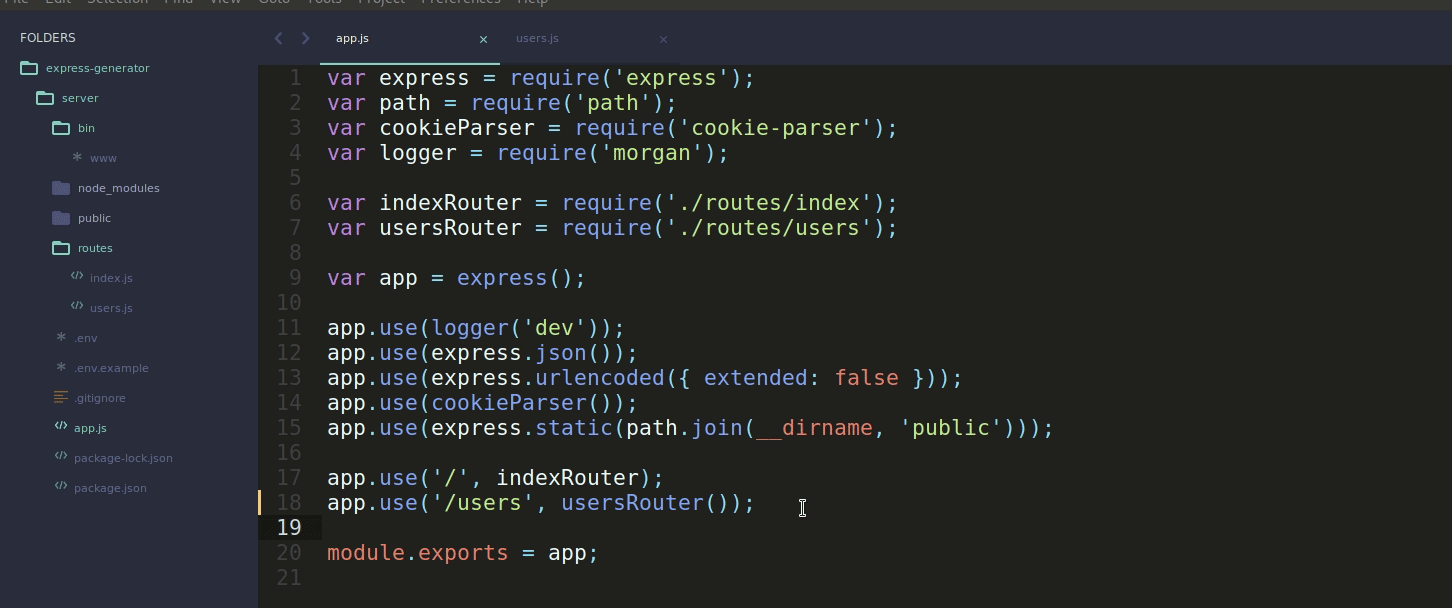 File Edit Selection Find View Goto Tools Project Preferences Help
FOLDERS
express-generator
server
bin
www
node_modules
public
routes
index.js
users.js
.env
.env.example
.gitignore
app.js
package-lock.json
package.json
app.js × users.js ×
1 var express = require('express');
2 var path = require('path');
3 var cookieParser = require('cookie-parser');
4 var logger = require('morgan');
5
6 var indexRouter = require('./routes/index');
7 var usersRouter = require('./routes/users');
8
9 var app = express();
10
11 app.use(logger('dev'));
12 app.use(express.json());
13 app.use(express.urlencoded({ extended: false }));
14 app.use(cookieParser());
15 app.use(express.static(path.join(__dirname, 'public')));
16
17 app.use('/', indexRouter);
18 app.use('/users', usersRouter());
19
20 module.exports = app;
21